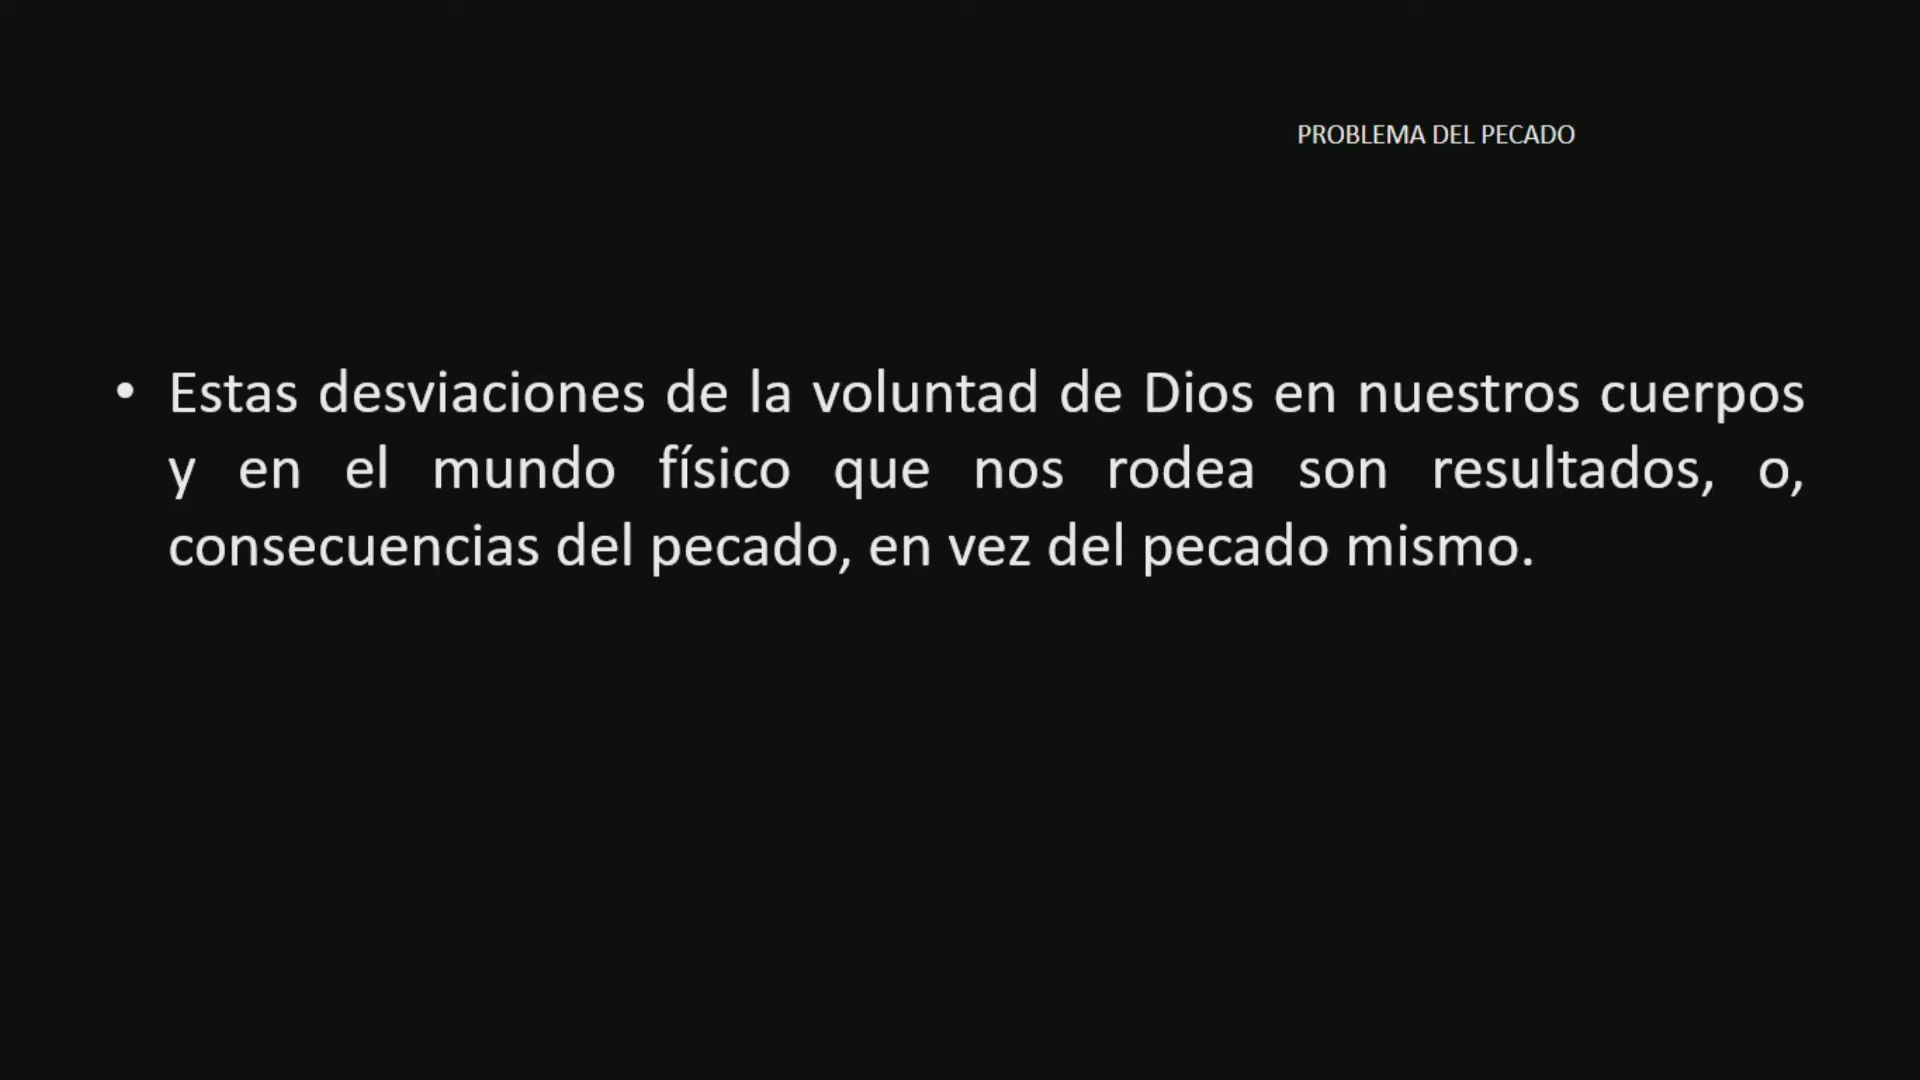 PROBLEMA DEL PECADO
• Estas desviaciones de la voluntad de Dios en nuestros cuerpos
y en el mundo físico que nos rodea son resultados, o,
consecuencias del pecado, en vez del pecado mismo.